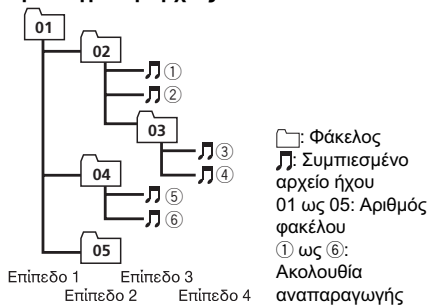 01
02
①
②
03
③
④
04
⑤
⑥
05
Επίπεδο 1
Επίπεδο 2
Επίπεδο 3
Επίπεδο 4
: Φάκελος
: Συμπιεσμένο
αρχείο ήχου
01 ως 05: Αριθμός
φακέλου
① ως ⑥:
Ακολουθία
αναπαραγωγής